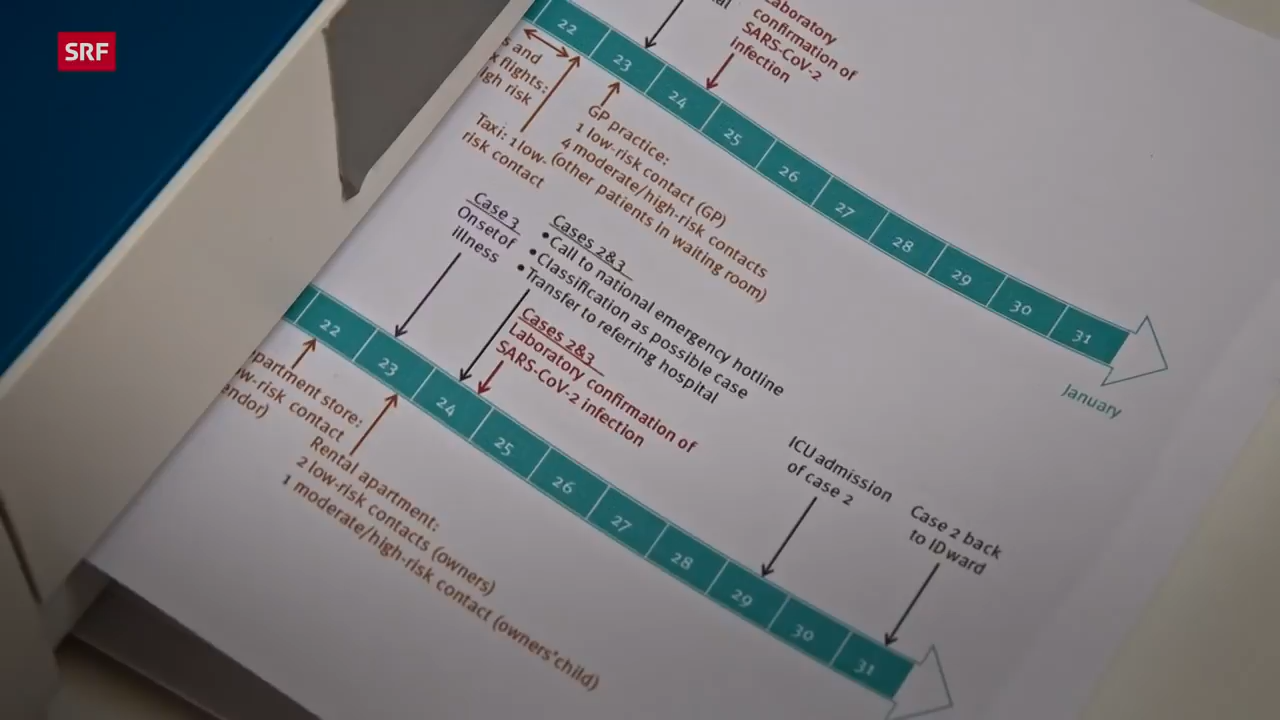 SRF
Laboratory
confirmation of
SARS-CoV-2
infection
22
23
24
25
26
27
28
29
30
31
January
and
flights:
risk
Taxi: 1 low-
risk contact
GP practice:
1 low-risk contact (GP)
4 moderate/high-risk contacts
(other patients in waiting room)
Case 3
Onset of
illness
Cases 2&3
•Call to national emergency hotline
•Classification as possible case
•Transfer to referring hospital
Cases 2&3
Laboratory confirmation of
SARS-CoV-2 infection
ICU admission
of case 2
Case 2 back
to ID ward
22
23
24
25
26
27
28
29
30
31
store:
contact
Rental apartment:
2 low-risk contacts (owners)
1 moderate/high-risk contact (owners'child)